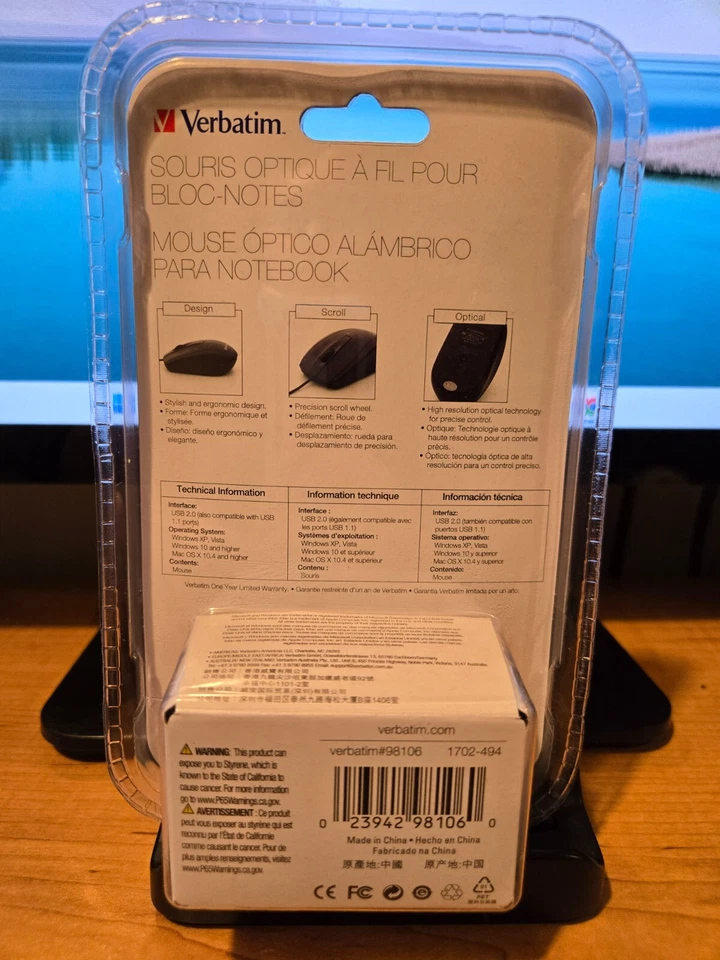 Verbatim.
SOURIS OPTIQUE À FIL POUR
BLOC-NOTES
MOUSE ÓPTICO ALÁMBRICO
PARA NOTEBOOK
Design
• Stylish and ergonomic design.
• Forme: Forme ergonomique et
stylisée.
• Diseño: diseño ergonómico y
elegante.
Scroll
• Precision scroll wheel.
• Défilement: Roue de
défilement précise.
• Desplazamiento: rueda para
desplazamiento de precisión.
Optical
• High resolution optical technology
for precise control.
• Optique: Technologie optique à
haute résolution pour un contrôle
précis.
• Óptico: tecnología óptica de alta
resolución para un control preciso.
Technical Information
Interface:
USB 2.0 (also compatible with USB
1.1 ports)
Operating System:
Windows XP, Vista
Windows 10 and higher
Mac OS X 10.4 and higher
Contents:
Mouse
Information technique
Interface :
USB 2.0 (également compatible avec
les ports USB 1.1)
Systèmes d'exploitation :
Windows XP, Vista
Windows 10 et supérieur
Mac OS X 10.4 et supérieur
Contenu :
Souris
Información técnica
Interfaz:
USB 2.0 (también compatible con
puertos USB 1.1)
Sistema operativo:
Windows XP, Vista
Windows 10 y superior
Mac OS X 10.4 y superior
Contenido:
Mouse
Verbatim One Year Limited Warranty. • Garantie restreinte d'un an de Verbatim • Garantía Verbatim limitada por un año.
• AMERICAS: Verbatim Americas LLC, Charlotte, NC 28262
verbatim.com
verbatim#98106 1702-494
0 23942 98106 0
Made in China • Hecho en China
Fabricado na China
原產地:中國 原产地:中国
CE FC
01
PET
WARNING: This product can
expose you to Styrene, which is
known to the State of California to
cause cancer. For more information
go to www.P65Warnings.ca.gov.
AVERTISSEMENT : Ce produit
peut vous exposer au styrène qui est
reconnu par l'État de Californie
comme causant le cancer. Pour de
plus amples renseignements, visitez
www.P65Warnings.ca.gov.